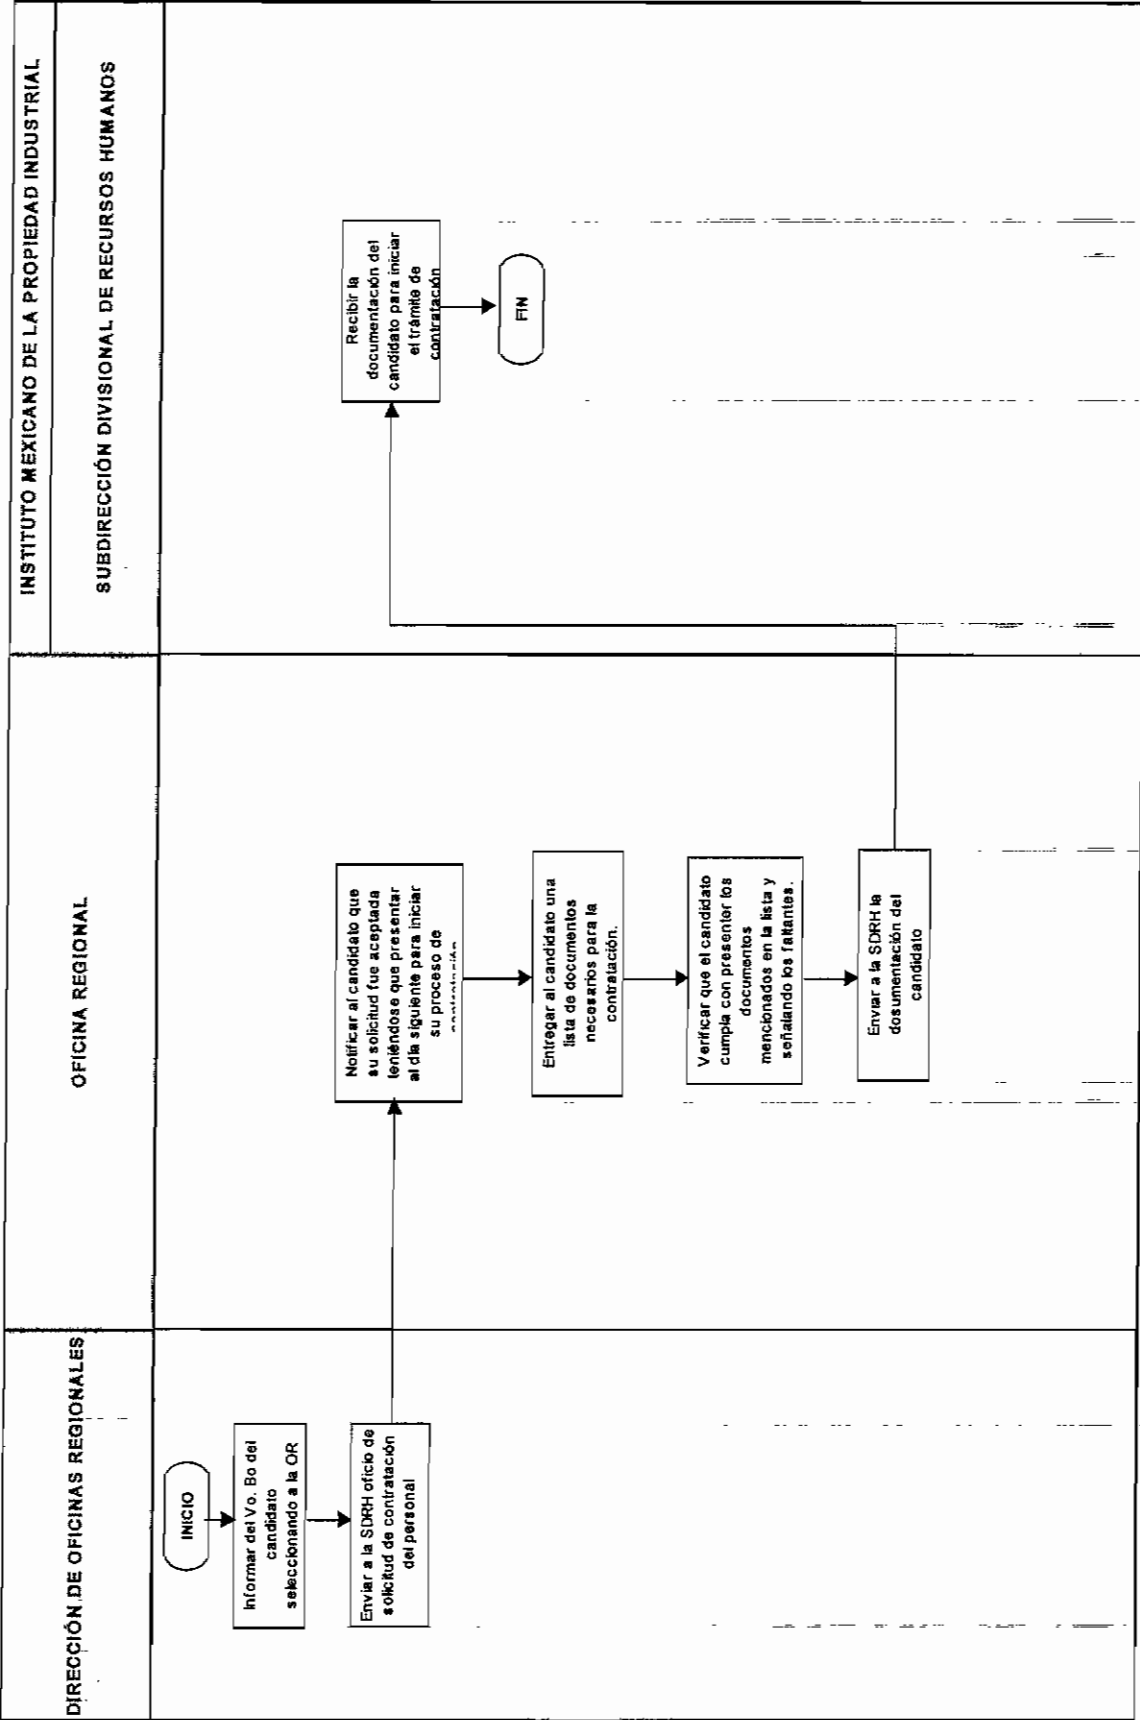 INSTITUTO MEXICANO DE LA PROPIEDAD INDUSTRIAL
DIRECCIÓN DE OFICINAS REGIONALES
OFICINA REGIONAL
SUBDIRECCIÓN DIVISIONAL DE RECURSOS HUMANOS
INICIO
Informar del Vo. Bo del
candidato
seleccionando a la OR
Enviar a la SDRH oficio de
solicitud de contratación
del personal
Notificar al candidato que
su solicitud fue aceptada
teniéndose que presentar
al día siguiente para iniciar
su proceso de
Entregar al candidato una
lista de documentos
necesarios para la
contratación.
Verificar que el candidato
cumpla con presenter los
documentos
mencionados en la lista y
señalando los faltantes.
Enviar a la SDRH la
dosumentación del
candidato
Recibir la
documentación del
candidato para iniciar
el trámite de
contratación
FIN